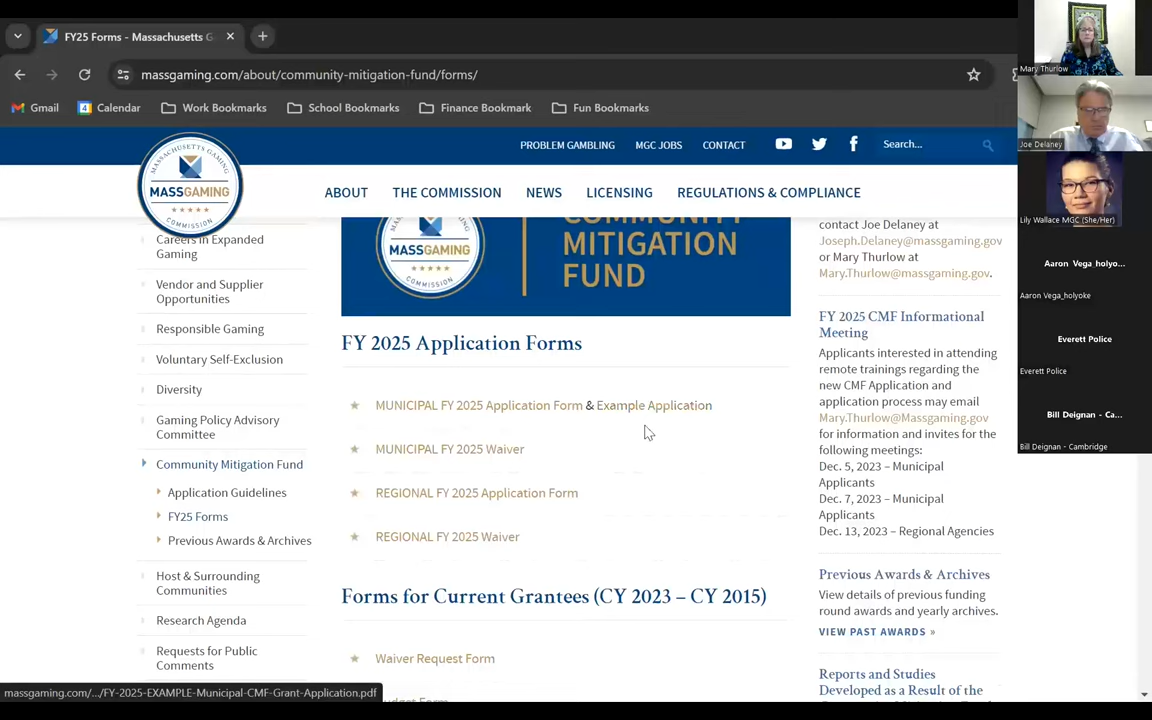 FY25 Forms - Massachusetts G
massgaming.com/about/community-mitigation-fund/forms/
Gmail
Calendar
Work Bookmarks
School Bookmarks
Finance Bookmark
Fun Bookmarks
PROBLEM GAMBLING
MGC JOBS
CONTACT
Search...
MASSACHUSETTS GAMING
MASSGAMING
COMMISSION
ABOUT
THE COMMISSION
NEWS
LICENSING
REGULATIONS & COMPLIANCE
Careers in Expanded
Gaming
Vendor and Supplier
Opportunities
Responsible Gaming
Voluntary Self-Exclusion
Diversity
Gaming Policy Advisory
Committee
Community Mitigation Fund
Application Guidelines
FY25 Forms
Previous Awards & Archives
Host & Surrounding
Communities
Research Agenda
Requests for Public
Comments
MASSGAMING
COMMISSION
COMMUNITY
MITIGATION
FUND
FY 2025 Application Forms
MUNICIPAL FY 2025 Application Form & Example Application
MUNICIPAL FY 2025 Waiver
REGIONAL FY 2025 Application Form
REGIONAL FY 2025 Waiver
Forms for Current Grantees (CY 2023 – CY 2015)
Waiver Request Form
Budget Form
contact Joe Delaney at
Joseph.Delaney@massgaming.gov
or Mary Thurlow at
Mary.Thurlow@massgaming.gov.
FY 2025 CMF Informational
Meeting
Applicants interested in attending
remote trainings regarding the
new CMF Application and
application process may email
Mary.Thurlow@Massgaming.gov
for information and invites for the
following meetings:
Dec. 5, 2023 – Municipal
Applicants
Dec. 7, 2023 – Municipal
Applicants
Dec. 13, 2023 – Regional Agencies
Previous Awards & Archives
View details of previous funding
round awards and yearly archives.
VIEW PAST AWARDS »
Reports and Studies
Developed as a Result of the
massgaming.com/.../FY-2025-EXAMPLE-Municipal-CMF-Grant-Application.pdf
Mary Thurlow
Joe Delaney
Lily Wallace MGC (She/Her)
Aaron Vega_holyo...
Aaron Vega_holyoke
Everett Police
Everett Police
Bill Deignan - Ca...
Bill Deignan - Cambridge